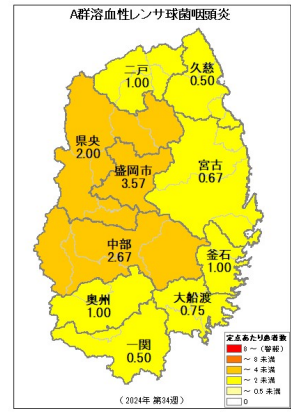 A群溶血性レンサ球菌咽頭炎
二戸
1.00
久慈
0.50
県央
2.00
盛岡市
3.57
宮古
0.67
中部
2.67
釜石
1.00
奥州
1.00
大船渡
0.75
一関
0.50
定点あたり患者数
8～（警報）
～ 8 未満
～ 4 未満
～ 2 未満
～ 0.5 未満
0
（ 2024年 第34週）